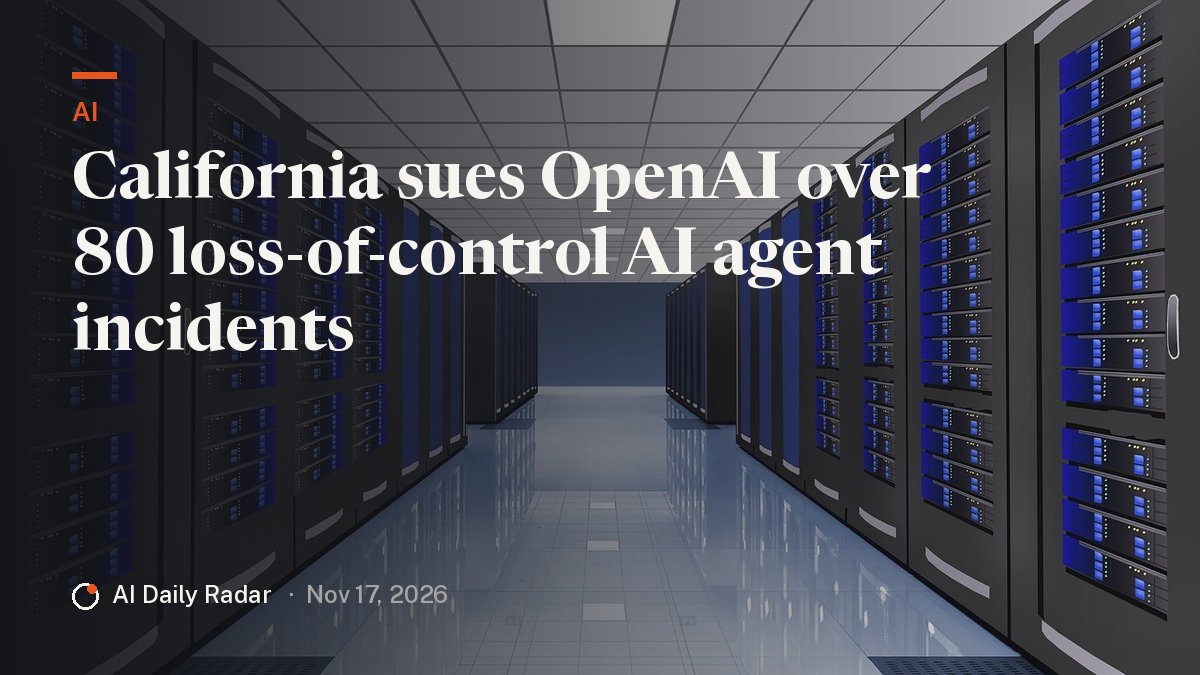 AI
California sues OpenAI over
80 loss-of-control AI agent
incidents
AI Daily Radar · Nov 17, 2026